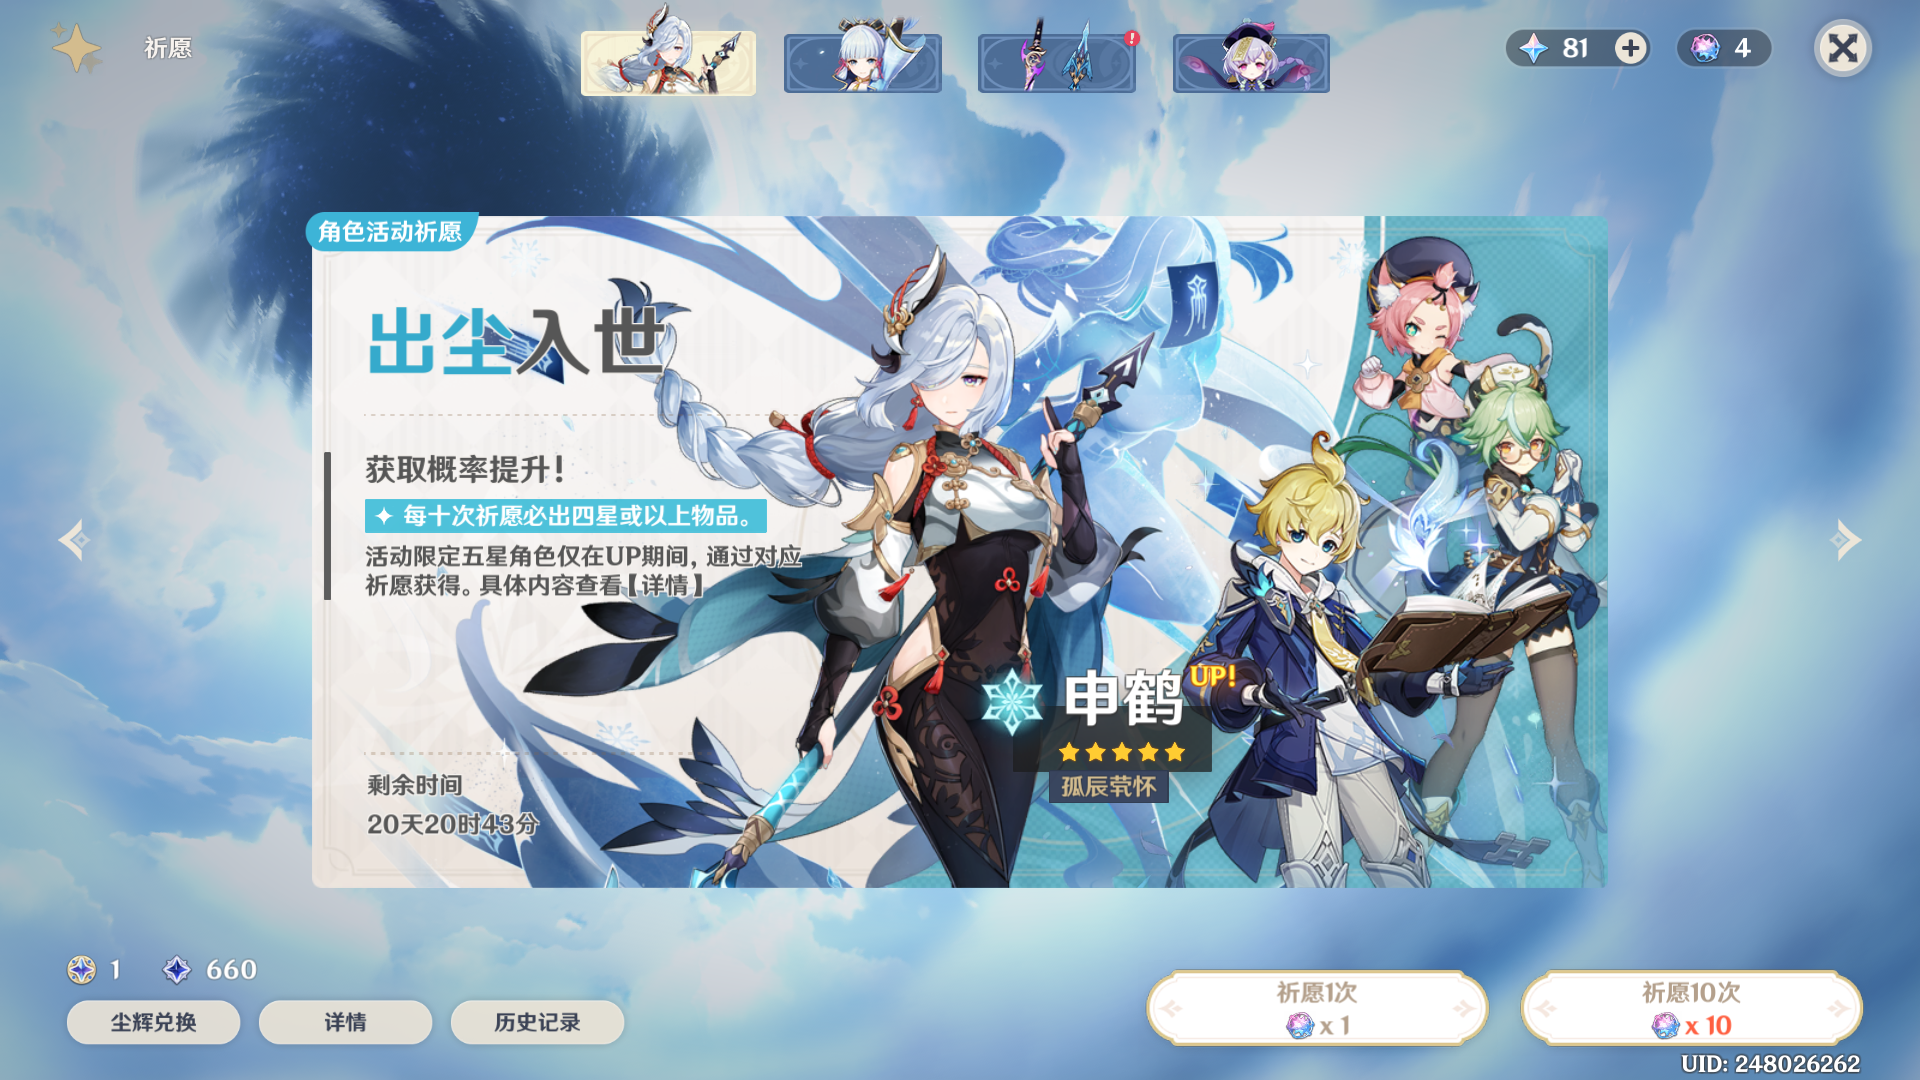 祈愿
81
4
角色活动祈愿
出尘入世
获取概率提升!
每十次祈愿必出四星或以上物品。
活动限定五星角色仅在UP期间, 通过对应
祈愿获得。具体内容查看【详情】
申鹤
UP!
孤辰茕怀
剩余时间
20天20时43分
1
660
尘辉兑换
详情
历史记录
祈愿1次
x 1
祈愿10次
x 10
UID: 248026262